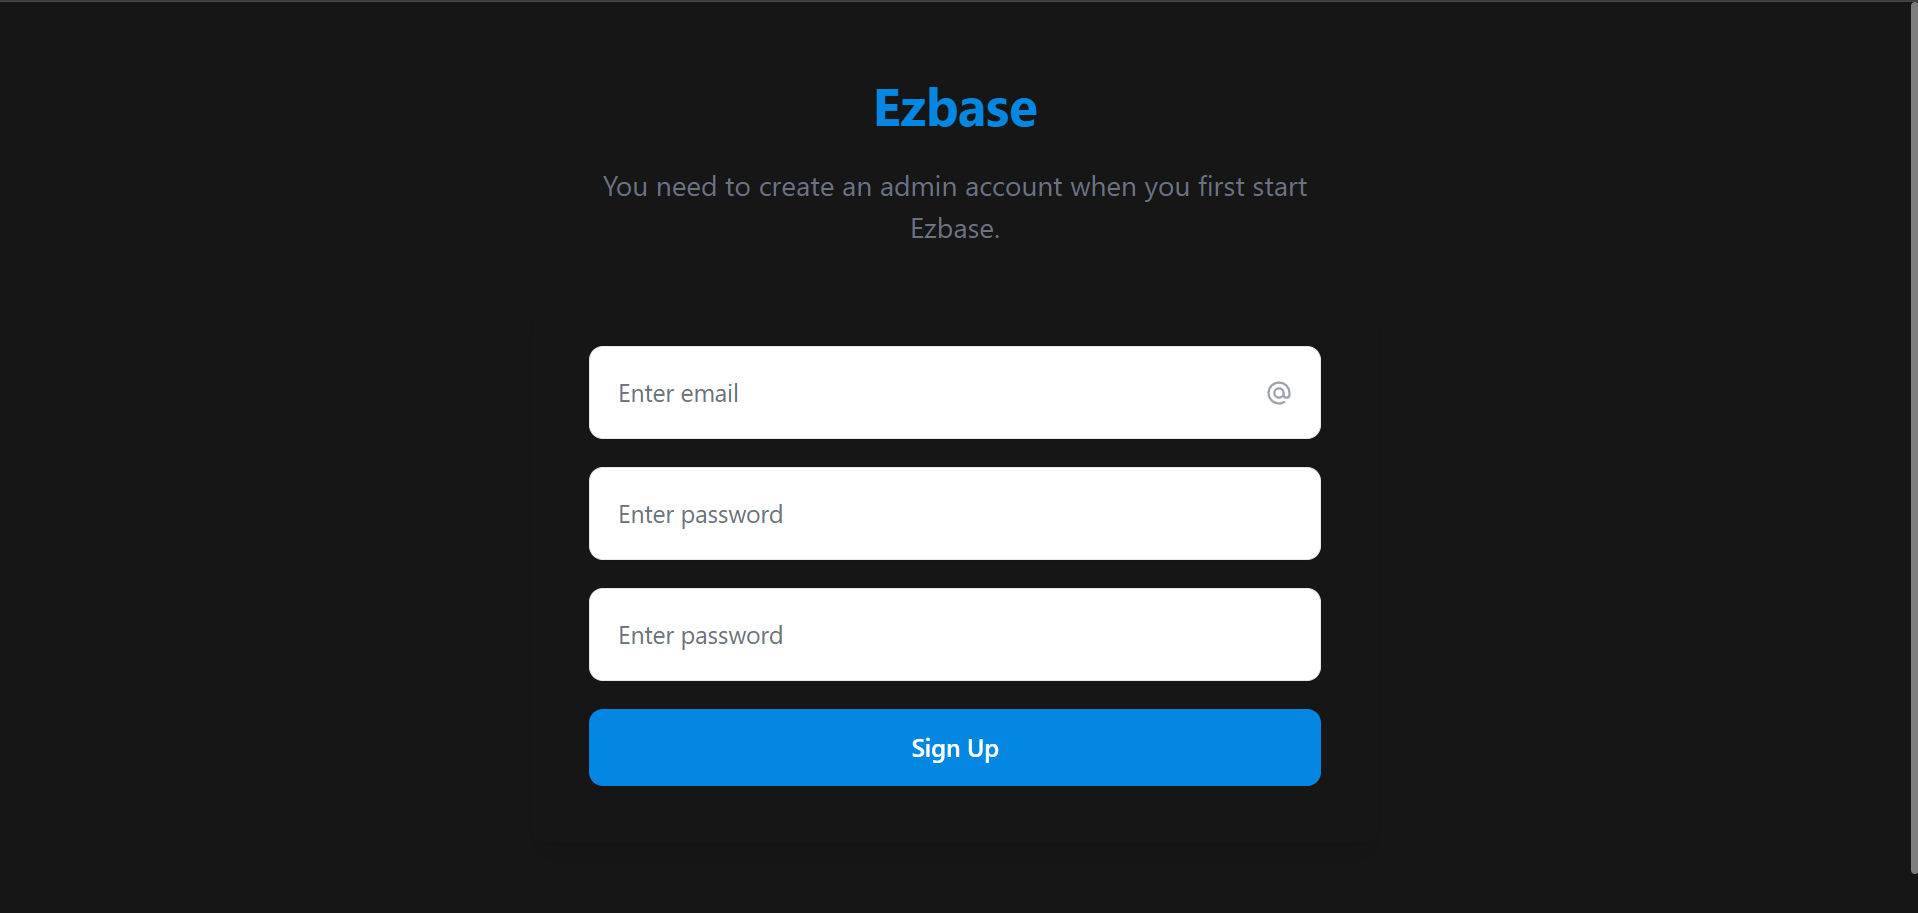 Ezbase
You need to create an admin account when you first start
Ezbase.
Enter email
Enter password
Enter password
Sign Up